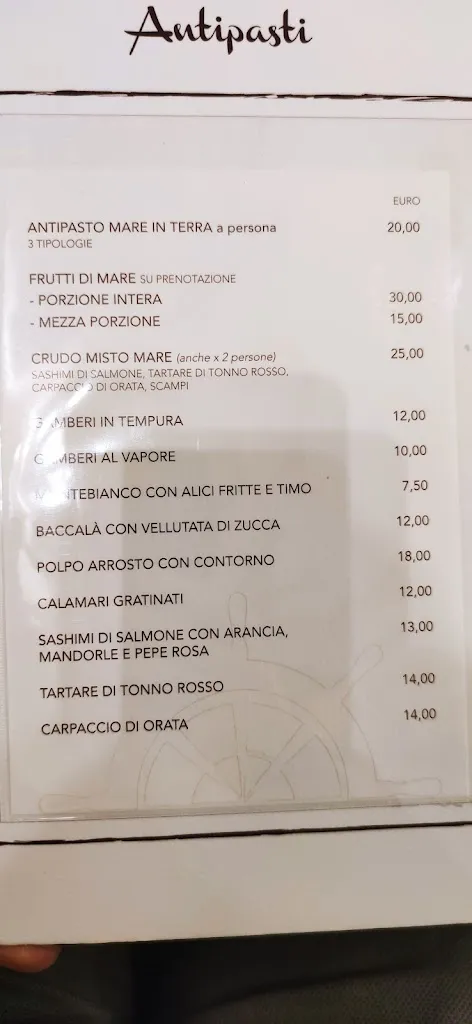 Antipasti
EURO
ANTIPASTO MARE IN TERRA a persona 20,00
3 TIPOLOGIE
FRUTTI DI MARE SU PRENOTAZIONE
- PORZIONE INTERA 30,00
- MEZZA PORZIONE 15,00
CRUDO MISTO MARE (anche x 2 persone) 25,00
SASHIMI DI SALMONE, TARTARE DI TONNO ROSSO,
CARPACCIO DI ORATA, SCAMPI
GAMBERI IN TEMPURA 12,00
GAMBERI AL VAPORE 10,00
CON ALICI FRITTE E TIMO 7,50
BACCALÀ CON VELLUTATA DI ZUCCA 12,00
POLPO ARROSTO CON CONTORNO 18,00
CALAMARI GRATINATI 12,00
SASHIMI DI SALMONE CON ARANCIA, 13,00
MANDORLE E PEPE ROSA
TARTARE DI TONNO ROSSO 14,00
CARPACCIO DI ORATA 14,00